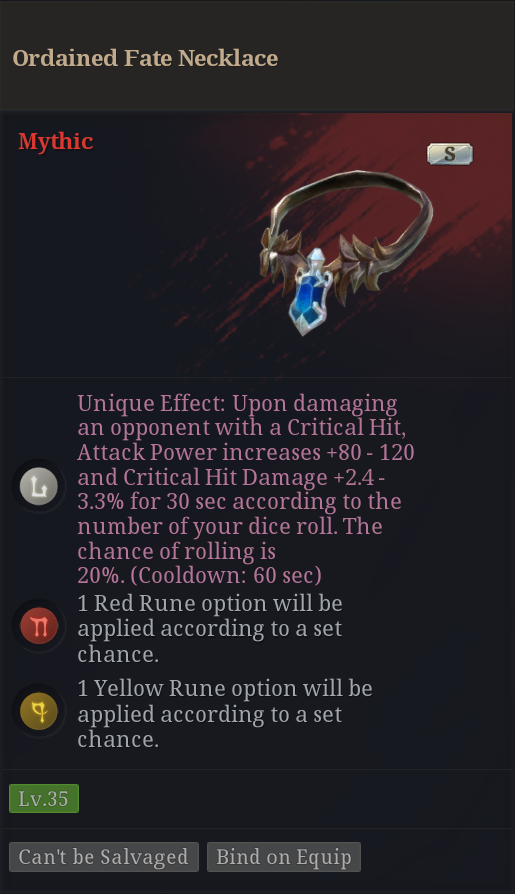 Ordained Fate Necklace
Mythic
S
Unique Effect: Upon damaging
an opponent with a Critical Hit,
Attack Power increases +80 - 120
and Critical Hit Damage +2.4 -
3.3% for 30 sec according to the
number of your dice roll. The
chance of rolling is
20%. (Cooldown: 60 sec)
1 Red Rune option will be
applied according to a set
chance.
1 Yellow Rune option will be
applied according to a set
chance.
Lv.35
Can't be Salvaged
Bind on Equip